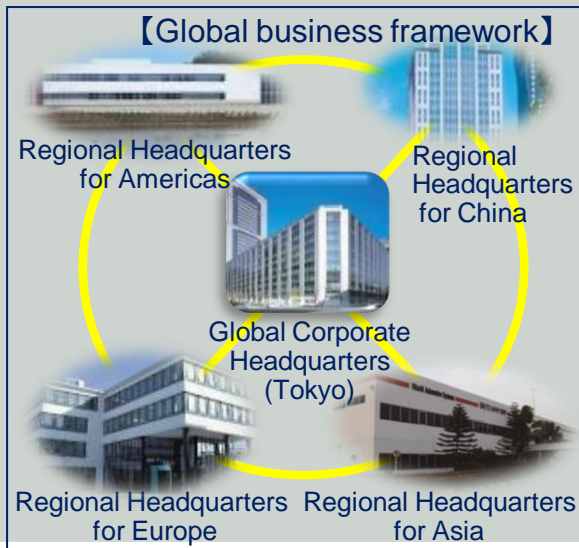 【Global business framework】
Regional Headquarters
for Americas
Regional
Headquarters
for China
Global Corporate
Headquarters
(Tokyo)
Regional Headquarters
for Europe
Regional Headquarters
for Asia